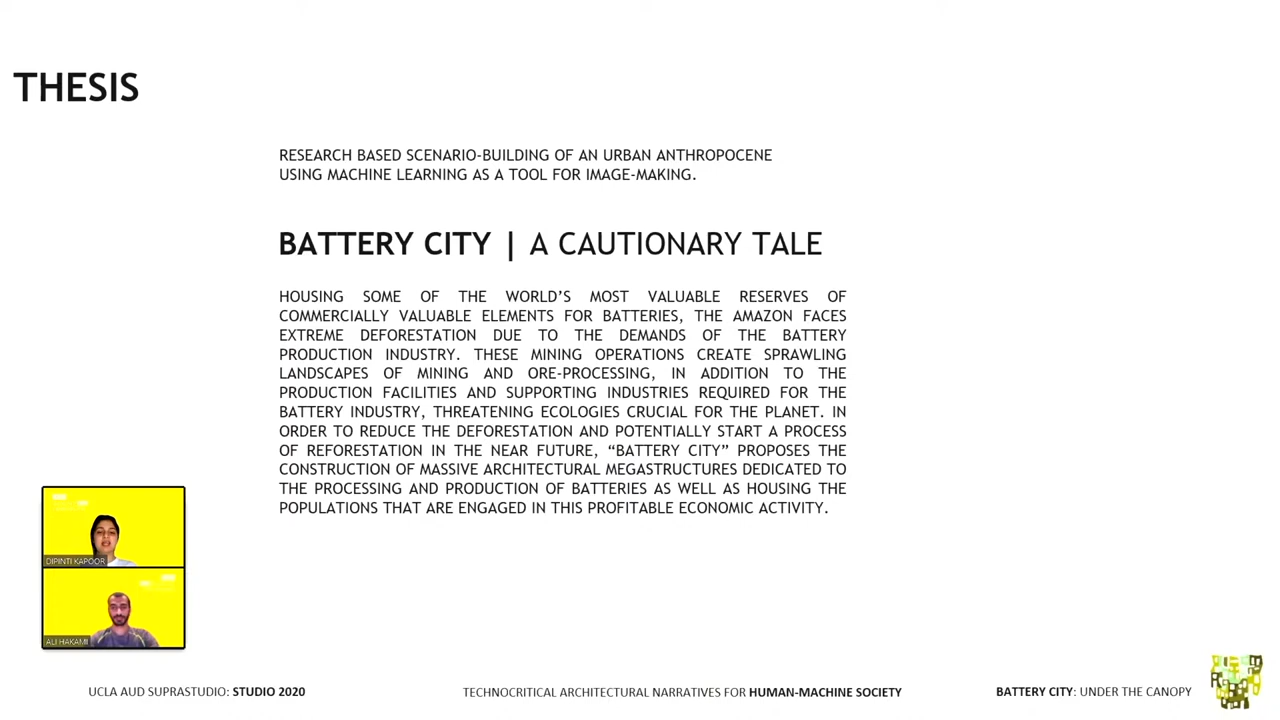 THESIS
RESEARCH BASED SCENARIO-BUILDING OF AN URBAN ANTHROPOCENE
USING MACHINE LEARNING AS A TOOL FOR IMAGE-MAKING.
BATTERY CITY | A CAUTIONARY TALE
HOUSING SOME OF THE WORLD'S MOST VALUABLE RESERVES OF
COMMERCIALLY VALUABLE ELEMENTS FOR BATTERIES, THE AMAZON FACES
EXTREME DEFORESTATION DUE TO THE DEMANDS OF THE BATTERY
PRODUCTION INDUSTRY. THESE MINING OPERATIONS CREATE SPRAWLING
LANDSCAPES OF MINING AND ORE-PROCESSING, IN ADDITION TO THE
PRODUCTION FACILITIES AND SUPPORTING INDUSTRIES REQUIRED FOR THE
BATTERY INDUSTRY, THREATENING ECOLOGIES CRUCIAL FOR THE PLANET. IN
ORDER TO REDUCE THE DEFORESTATION AND POTENTIALLY START A PROCESS
OF REFORESTATION IN THE NEAR FUTURE, “BATTERY CITY” PROPOSES THE
CONSTRUCTION OF MASSIVE ARCHITECTURAL MEGASTRUCTURES DEDICATED TO
THE PROCESSING AND PRODUCTION OF BATTERIES AS WELL AS HOUSING THE
POPULATIONS THAT ARE ENGAGED IN THIS PROFITABLE ECONOMIC ACTIVITY.
DIPINTI KAPOOR
ALI HAKAMI
UCLA AUD SUPRASTUDIO: STUDIO 2020
TECHNOCRITICAL ARCHITECTURAL NARRATIVES FOR HUMAN-MACHINE SOCIETY
BATTERY CITY: UNDER THE CANOPY